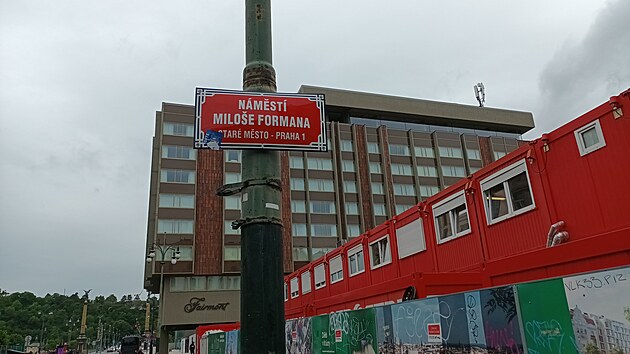 NÁMĚSTÍ
MILOŠE FORMANA
STARÉ MĚSTO - PRAHA 1
Fairmont